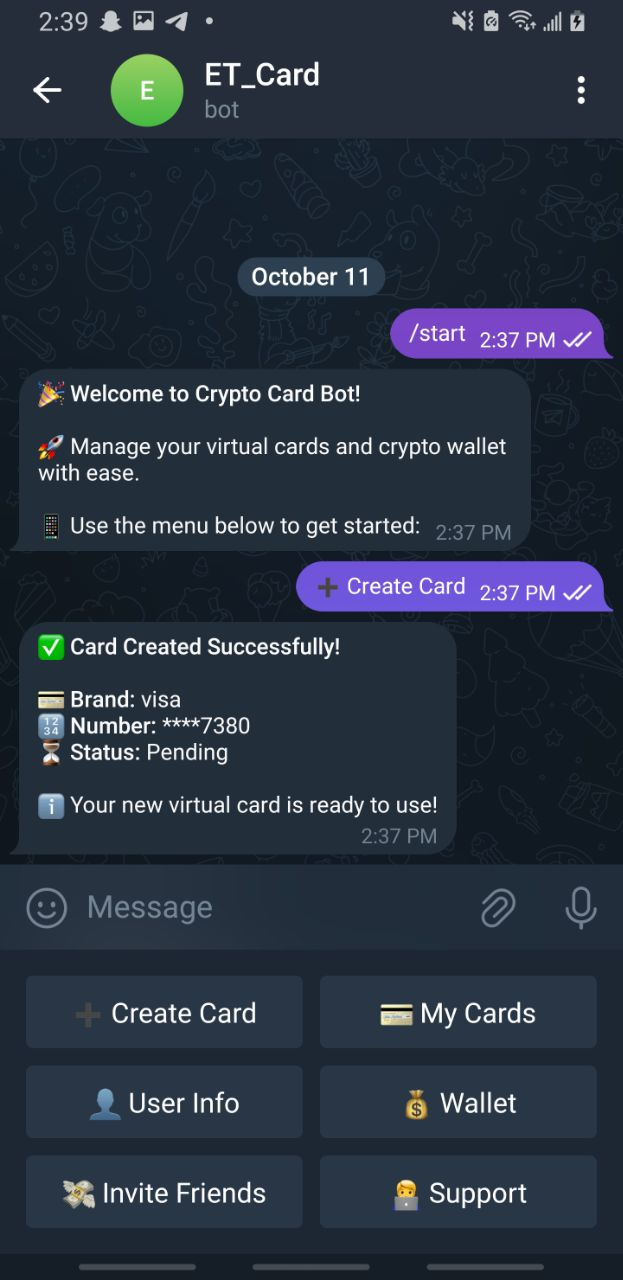 2:39
E
ET_Card
bot
October 11
/start 2:37 PM
🎉 Welcome to Crypto Card Bot!
🚀 Manage your virtual cards and crypto wallet
with ease.
📱 Use the menu below to get started: 2:37 PM
➕ Create Card 2:37 PM
✅ Card Created Successfully!
💳 Brand: visa
🔢 Number: ****7380
⏳ Status: Pending
ℹ️ Your new virtual card is ready to use!
2:37 PM
Message
➕ Create Card
💳 My Cards
👤 User Info
💰 Wallet
💸 Invite Friends
🧑‍💻 Support